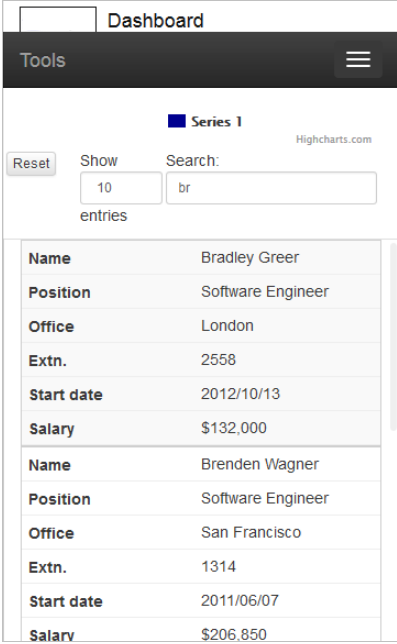 Dashboard
Tools
Series 1
Highcharts.com
Reset Show Search:
10 br
entries
Name Bradley Greer
Position Software Engineer
Office London
Extn. 2558
Start date 2012/10/13
Salary $132,000
Name Brenden Wagner
Position Software Engineer
Office San Francisco
Extn. 1314
Start date 2011/06/07
Salary $206,850